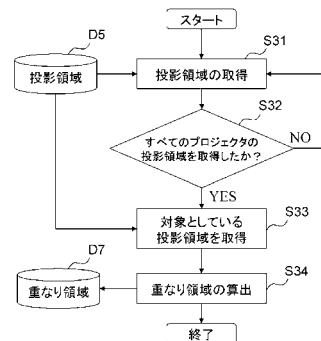 スタート
D5
S31
投影領域
投影領域の取得
S32
すべてのプロジェクタの
投影領域を取得したか？
NO
YES
S33
対象としている
投影領域を取得
D7
S34
重なり領域
重なり領域の算出
終了